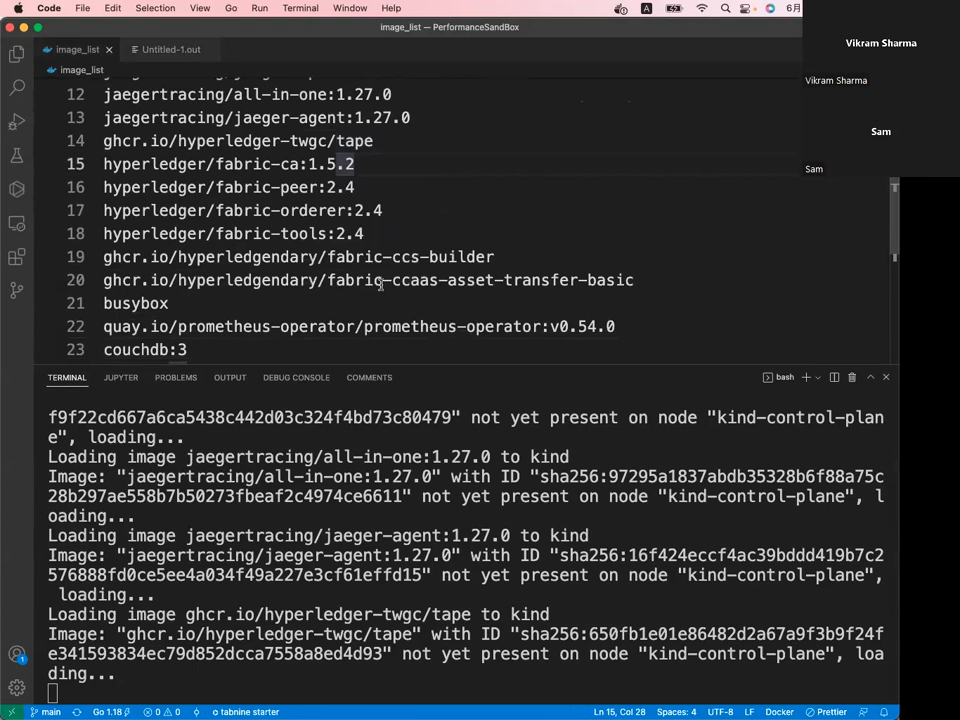 Code File Edit Selection View Go Run Terminal Window Help A 6月
image_list — PerformanceSandBox
Vikram Sharma
Vikram Sharma
Sam
Sam
image_list Untitled-1.out
image_list
12 jaegertracing/all-in-one:1.27.0
13 jaegertracing/jaeger-agent:1.27.0
14 ghcr.io/hyperledger-twgc/tape
15 hyperledger/fabric-ca:1.5.2
16 hyperledger/fabric-peer:2.4
17 hyperledger/fabric-orderer:2.4
18 hyperledger/fabric-tools:2.4
19 ghcr.io/hyperledgendary/fabric-ccs-builder
20 ghcr.io/hyperledgendary/fabric-ccaas-asset-transfer-basic
21 busybox
22 quay.io/prometheus-operator/prometheus-operator:v0.54.0
23 couchdb:3
TERMINAL JUPYTER PROBLEMS OUTPUT DEBUG CONSOLE COMMENTS bash
f9f22cd667a6ca5438c442d03c324f4bd73c80479" not yet present on node "kind-control-plan
e", loading...
Loading image jaegertracing/all-in-one:1.27.0 to kind
Image: "jaegertracing/all-in-one:1.27.0" with ID "sha256:97295a1837abdb35328b6f88a75c
28b297ae558b7b50273fbeaf2c4974ce6611" not yet present on node "kind-control-plane", l
oading...
Loading image jaegertracing/jaeger-agent:1.27.0 to kind
Image: "jaegertracing/jaeger-agent:1.27.0" with ID "sha256:16f424eccf4ac39bddd419b7c2
576888fd0ce5ee4a034f49a227e3cf61effd15" not yet present on node "kind-control-plane",
loading...
Loading image ghcr.io/hyperledger-twgc/tape to kind
Image: "ghcr.io/hyperledger-twgc/tape" with ID "sha256:650fb1e01e86482d2a67a9f3b9f24f
e341593834ec79d852dcca7558a8ed4d93" not yet present on node "kind-control-plane", loa
ding...
main Go 1.18 0 0 tabnine starter Ln 15, Col 28 Spaces: 4 UTF-8 LF Docker Prettier